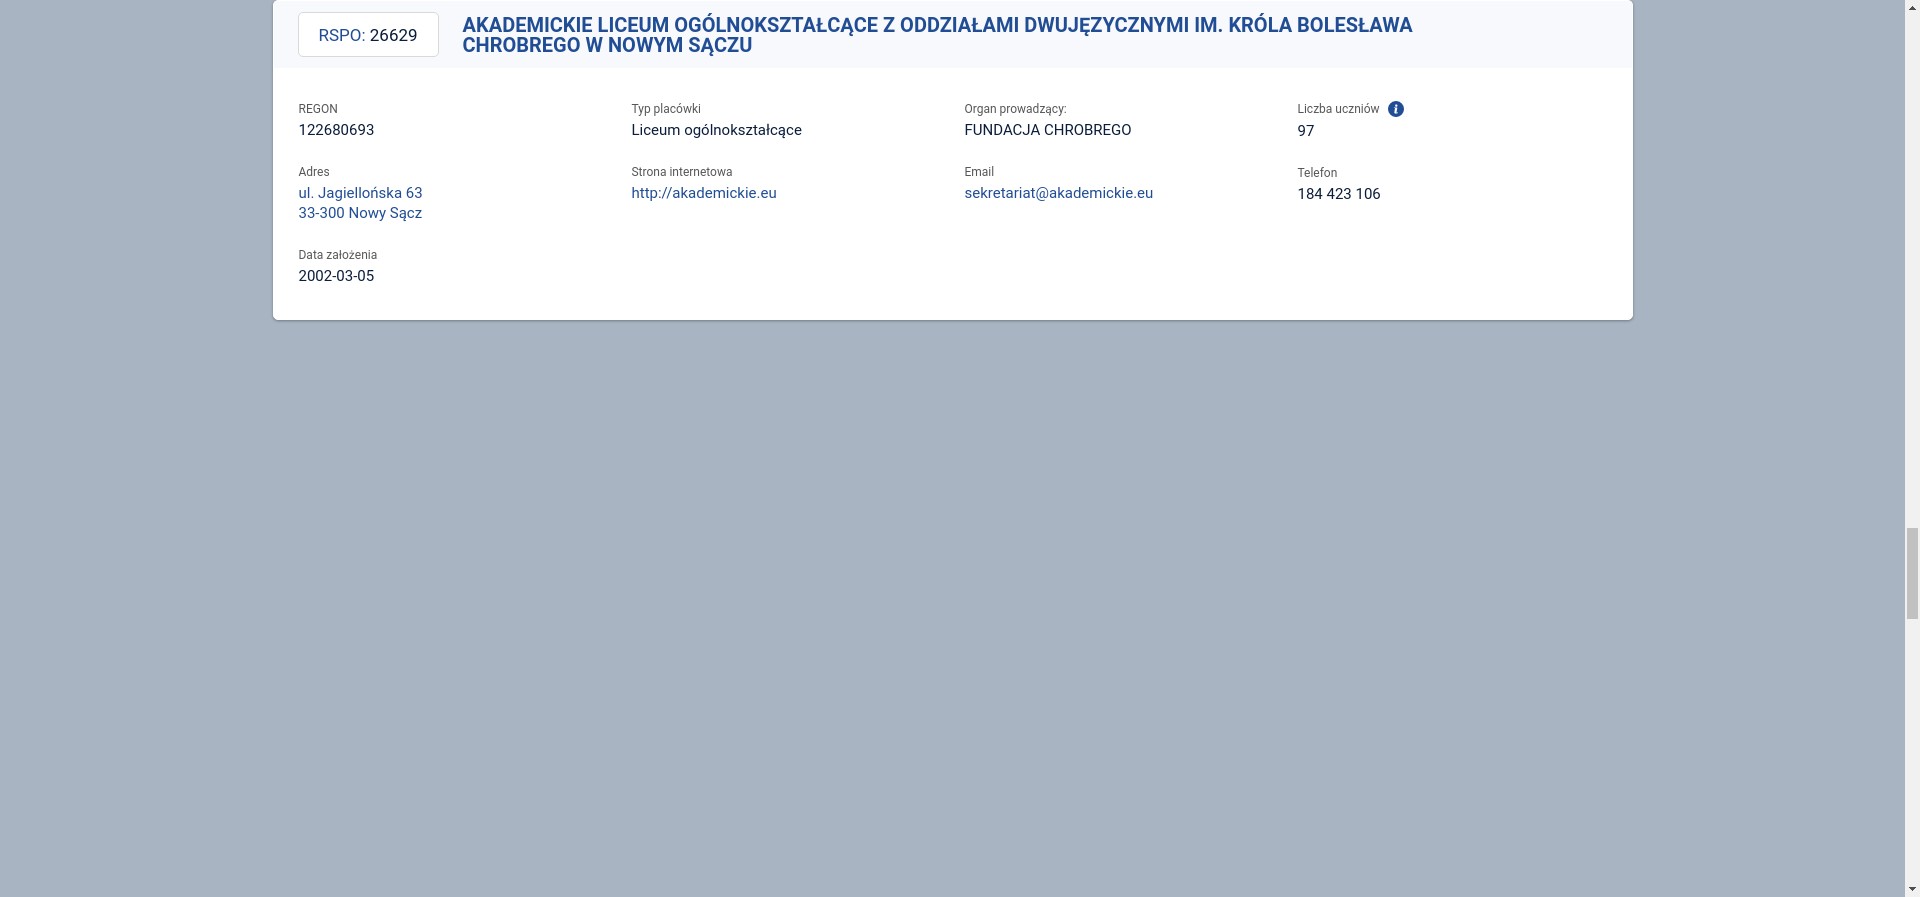 RSPO: 26629
AKADEMICKIE LICEUM OGÓLNOKSZTAŁCĄCE Z ODDZIAŁAMI DWUJĘZYCZNYMI IM. KRÓLA BOLESŁAWA
CHROBREGO W NOWYM SĄCZU
REGON
122680693
Typ placówki
Liceum ogólnokształcące
Organ prowadzący:
FUNDACJA CHROBREGO
Liczba uczniów i
97
Adres
ul. Jagiellońska 63
33-300 Nowy Sącz
Strona internetowa
http://akademickie.eu
Email
sekretariat@akademickie.eu
Telefon
184 423 106
Data założenia
2002-03-05